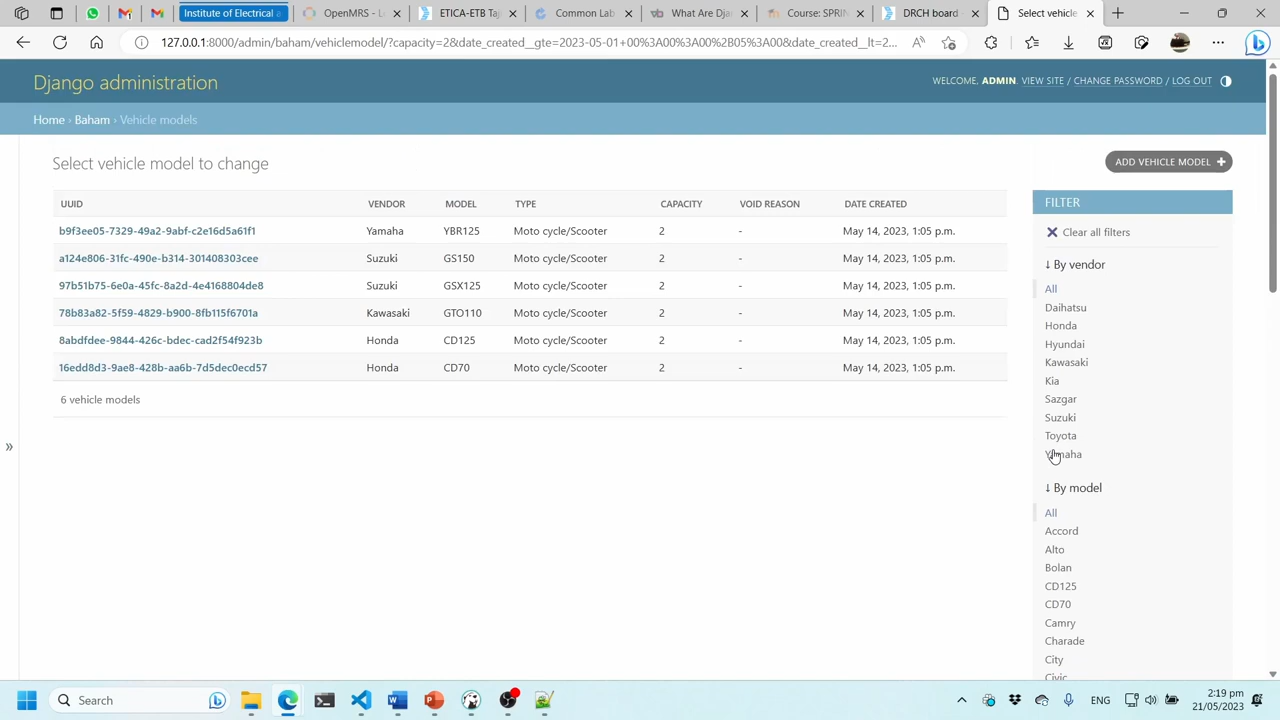 Institute of Electrical a
OpenMRS - L
ETICA-ETB Taj
Common Lab
What Are Djan
Course: SPRIN
DRCH board
Select vehicle
127.0.0.1:8000/admin/baham/vehiclemodel/?capacity=2&date_created__gte=2023-05-01+00%3A00%3A00%2B05%3A00&date_created__lt=2...
Django administration
WELCOME, ADMIN. VIEW SITE / CHANGE PASSWORD / LOG OUT
Home › Baham › Vehicle models
Select vehicle model to change
ADD VEHICLE MODEL +
UUID VENDOR MODEL TYPE CAPACITY VOID REASON DATE CREATED
b9f3ee05-7329-49a2-9abf-c2e16d5a61f1 Yamaha YBR125 Moto cycle/Scooter 2 - May 14, 2023, 1:05 p.m.
a124e806-31fc-490e-b314-301408303cee Suzuki GS150 Moto cycle/Scooter 2 - May 14, 2023, 1:05 p.m.
97b51b75-6e0a-45fc-8a2d-4e4168804de8 Suzuki GSX125 Moto cycle/Scooter 2 - May 14, 2023, 1:05 p.m.
78b83a82-5f59-4829-b900-8fb115f6701a Kawasaki GTO110 Moto cycle/Scooter 2 - May 14, 2023, 1:05 p.m.
8abdfdee-9844-426c-bdec-cad2f54f923b Honda CD125 Moto cycle/Scooter 2 - May 14, 2023, 1:05 p.m.
16edd8d3-9ae8-428b-aa6b-7d5dec0ecd57 Honda CD70 Moto cycle/Scooter 2 - May 14, 2023, 1:05 p.m.
6 vehicle models
»
FILTER
Clear all filters
↓ By vendor
All
Daihatsu
Honda
Hyundai
Kawasaki
Kia
Sazgar
Suzuki
Toyota
Yamaha
↓ By model
All
Accord
Alto
Bolan
CD125
CD70
Camry
Charade
City
Civic
Search
ENG
2:19 pm
21/05/2023